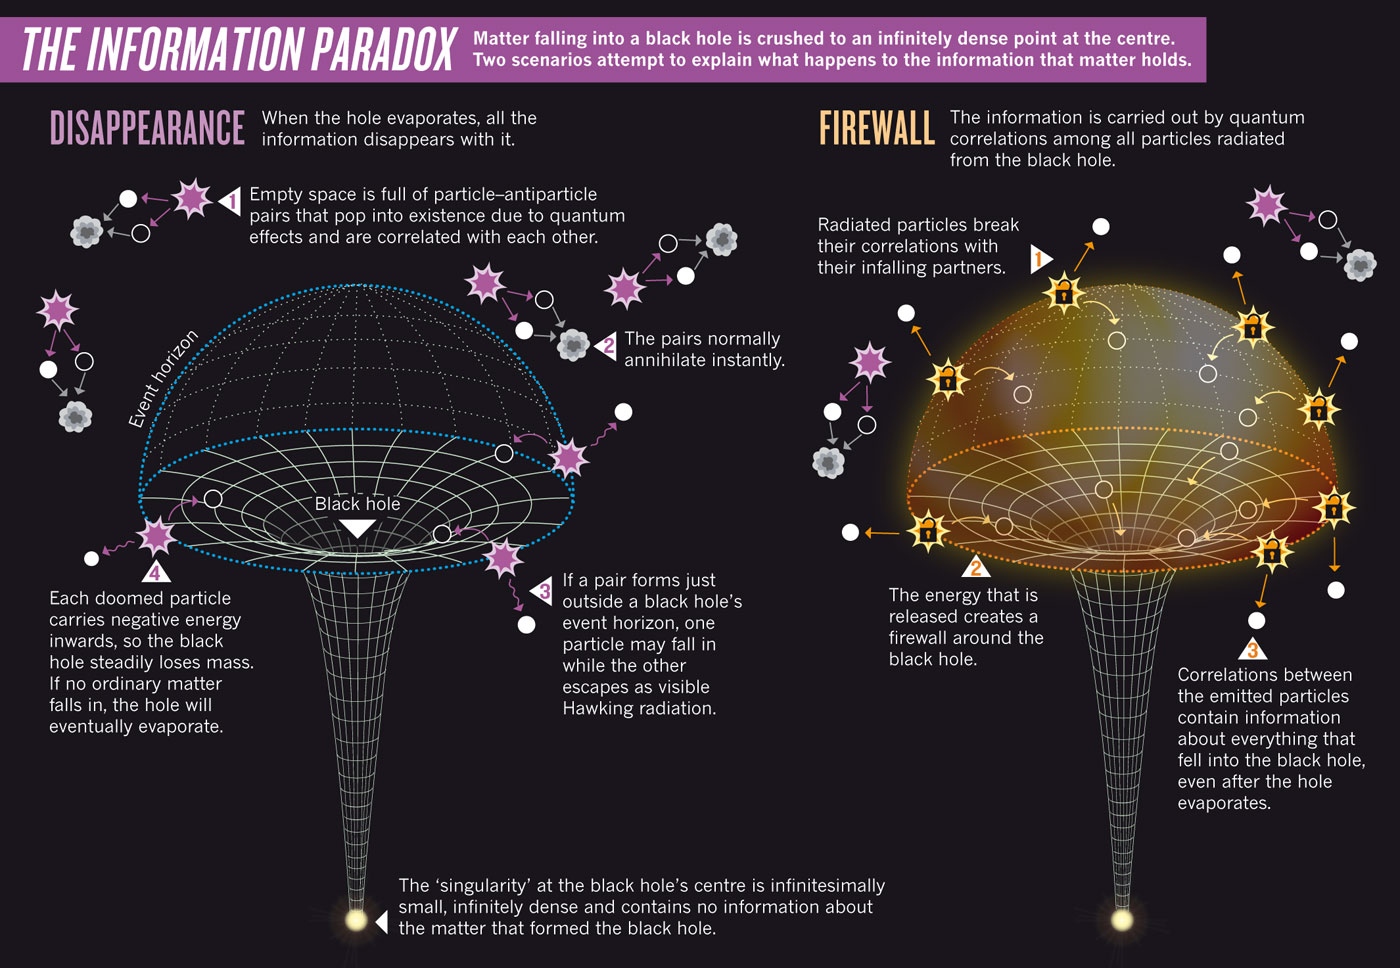 THE INFORMATION PARADOX
Matter falling into a black hole is crushed to an infinitely dense point at the centre.
Two scenarios attempt to explain what happens to the information that matter holds.
DISAPPEARANCE
When the hole evaporates, all the
information disappears with it.
1
Empty space is full of particle–antiparticle
pairs that pop into existence due to quantum
effects and are correlated with each other.
2
The pairs normally
annihilate instantly.
Event horizon
Black hole
3
If a pair forms just
outside a black hole’s
event horizon, one
particle may fall in
while the other
escapes as visible
Hawking radiation.
4
Each doomed particle
carries negative energy
inwards, so the black
hole steadily loses mass.
If no ordinary matter
falls in, the hole will
eventually evaporate.
The ‘singularity’ at the black hole’s centre is infinitesimally
small, infinitely dense and contains no information about
the matter that formed the black hole.
FIREWALL
The information is carried out by quantum
correlations among all particles radiated
from the black hole.
Radiated particles break
their correlations with
their infalling partners.
1
2
The energy that is
released creates a
firewall around the
black hole.
3
Correlations between
the emitted particles
contain information
about everything that
fell into the black hole,
even after the hole
evaporates.